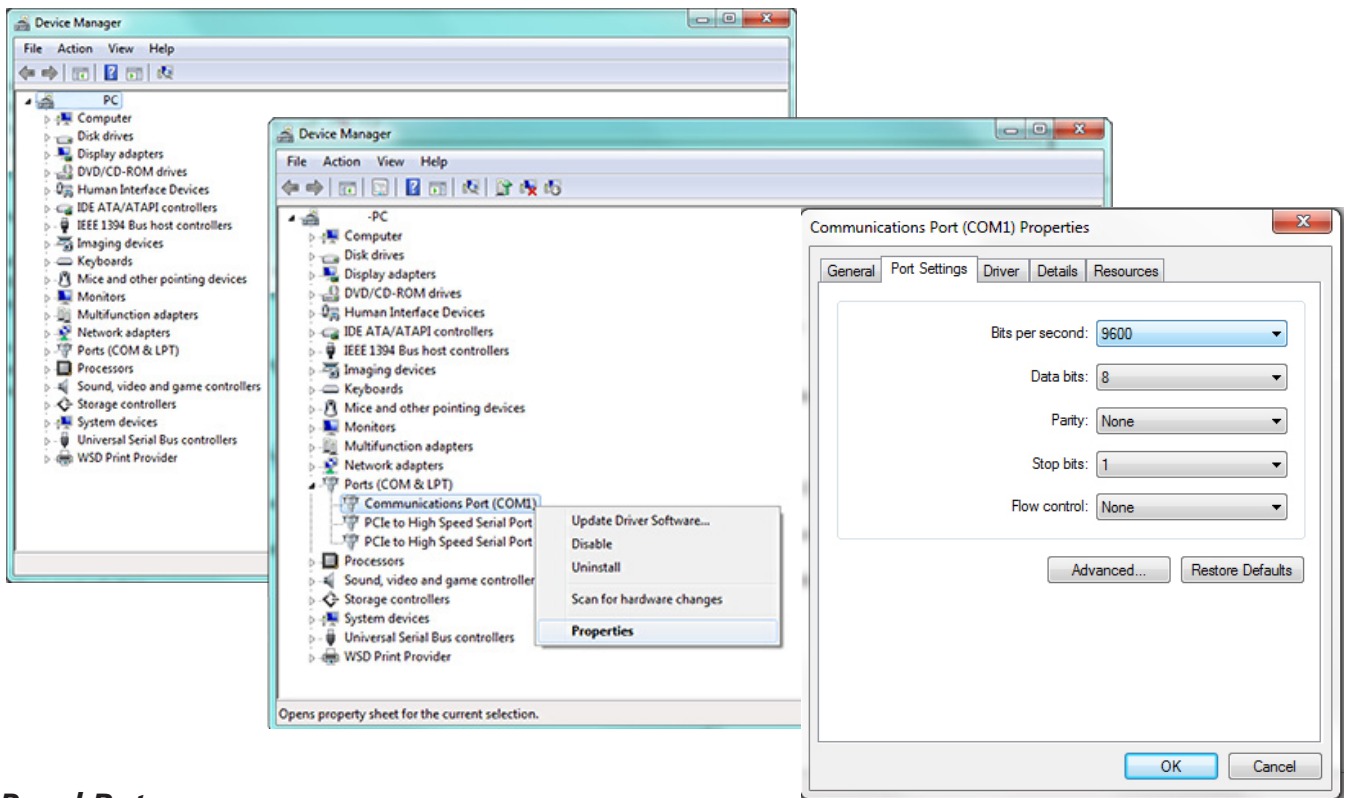 Device Manager
File Action View Help
PC
Computer
Disk drives
Display adapters
DVD/CD-ROM drives
Human Interface Devices
IDE ATA/ATAPI controllers
IEEE 1394 Bus host controllers
Imaging devices
Keyboards
Mice and other pointing devices
Monitors
Multifunction adapters
Network adapters
Ports (COM & LPT)
Processors
Sound, video and game controllers
Storage controllers
System devices
Universal Serial Bus controllers
WSD Print Provider
Device Manager
File Action View Help
-PC
Computer
Disk drives
Display adapters
DVD/CD-ROM drives
Human Interface Devices
IDE ATA/ATAPI controllers
IEEE 1394 Bus host controllers
Imaging devices
Keyboards
Mice and other pointing devices
Monitors
Multifunction adapters
Network adapters
Ports (COM & LPT)
Communications Port (COM1)
PCIe to High Speed Serial Port
PCIe to High Speed Serial Port
Processors
Sound, video and game controller
Storage controllers
System devices
Universal Serial Bus controllers
WSD Print Provider
Opens property sheet for the current selection.
Update Driver Software...
Disable
Uninstall
Scan for hardware changes
Properties
Communications Port (COM1) Properties
General Port Settings Driver Details Resources
Bits per second: 9600
Data bits: 8
Parity: None
Stop bits: 1
Flow control: None
Advanced... Restore Defaults
OK Cancel